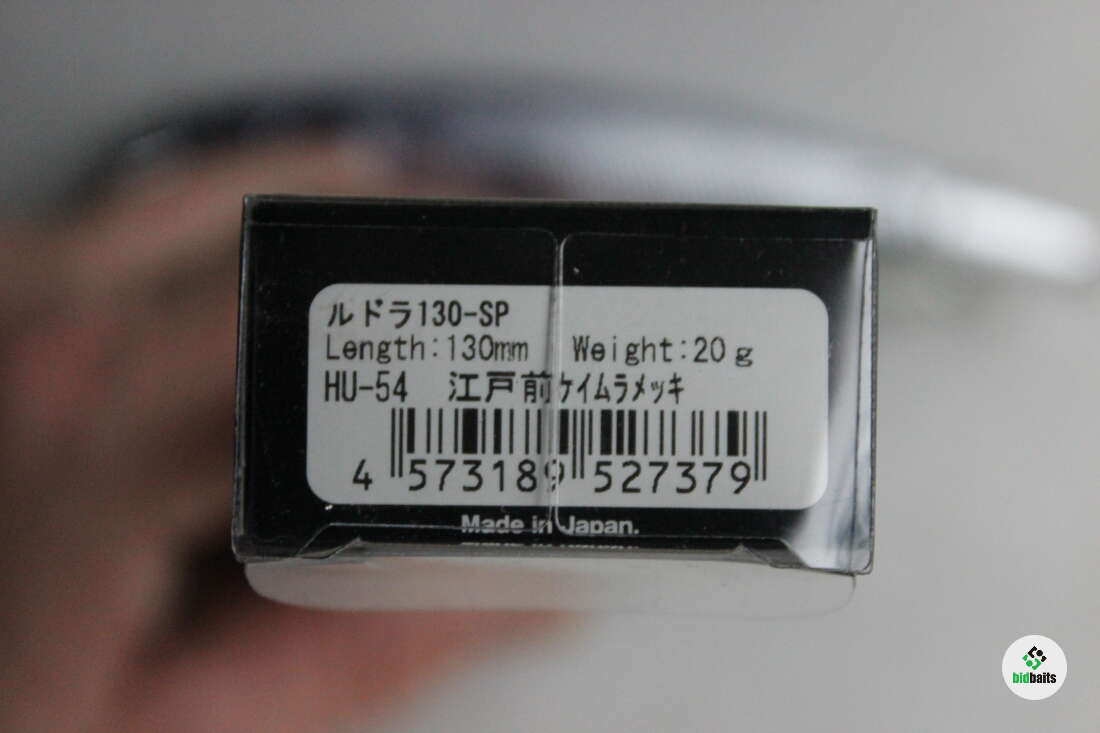 ルドラ130-SP
Length:130mm Weight:20g
HU-54 江戸前ケイムラメッキ
4 573189 527379
Made in Japan.
bidbaits